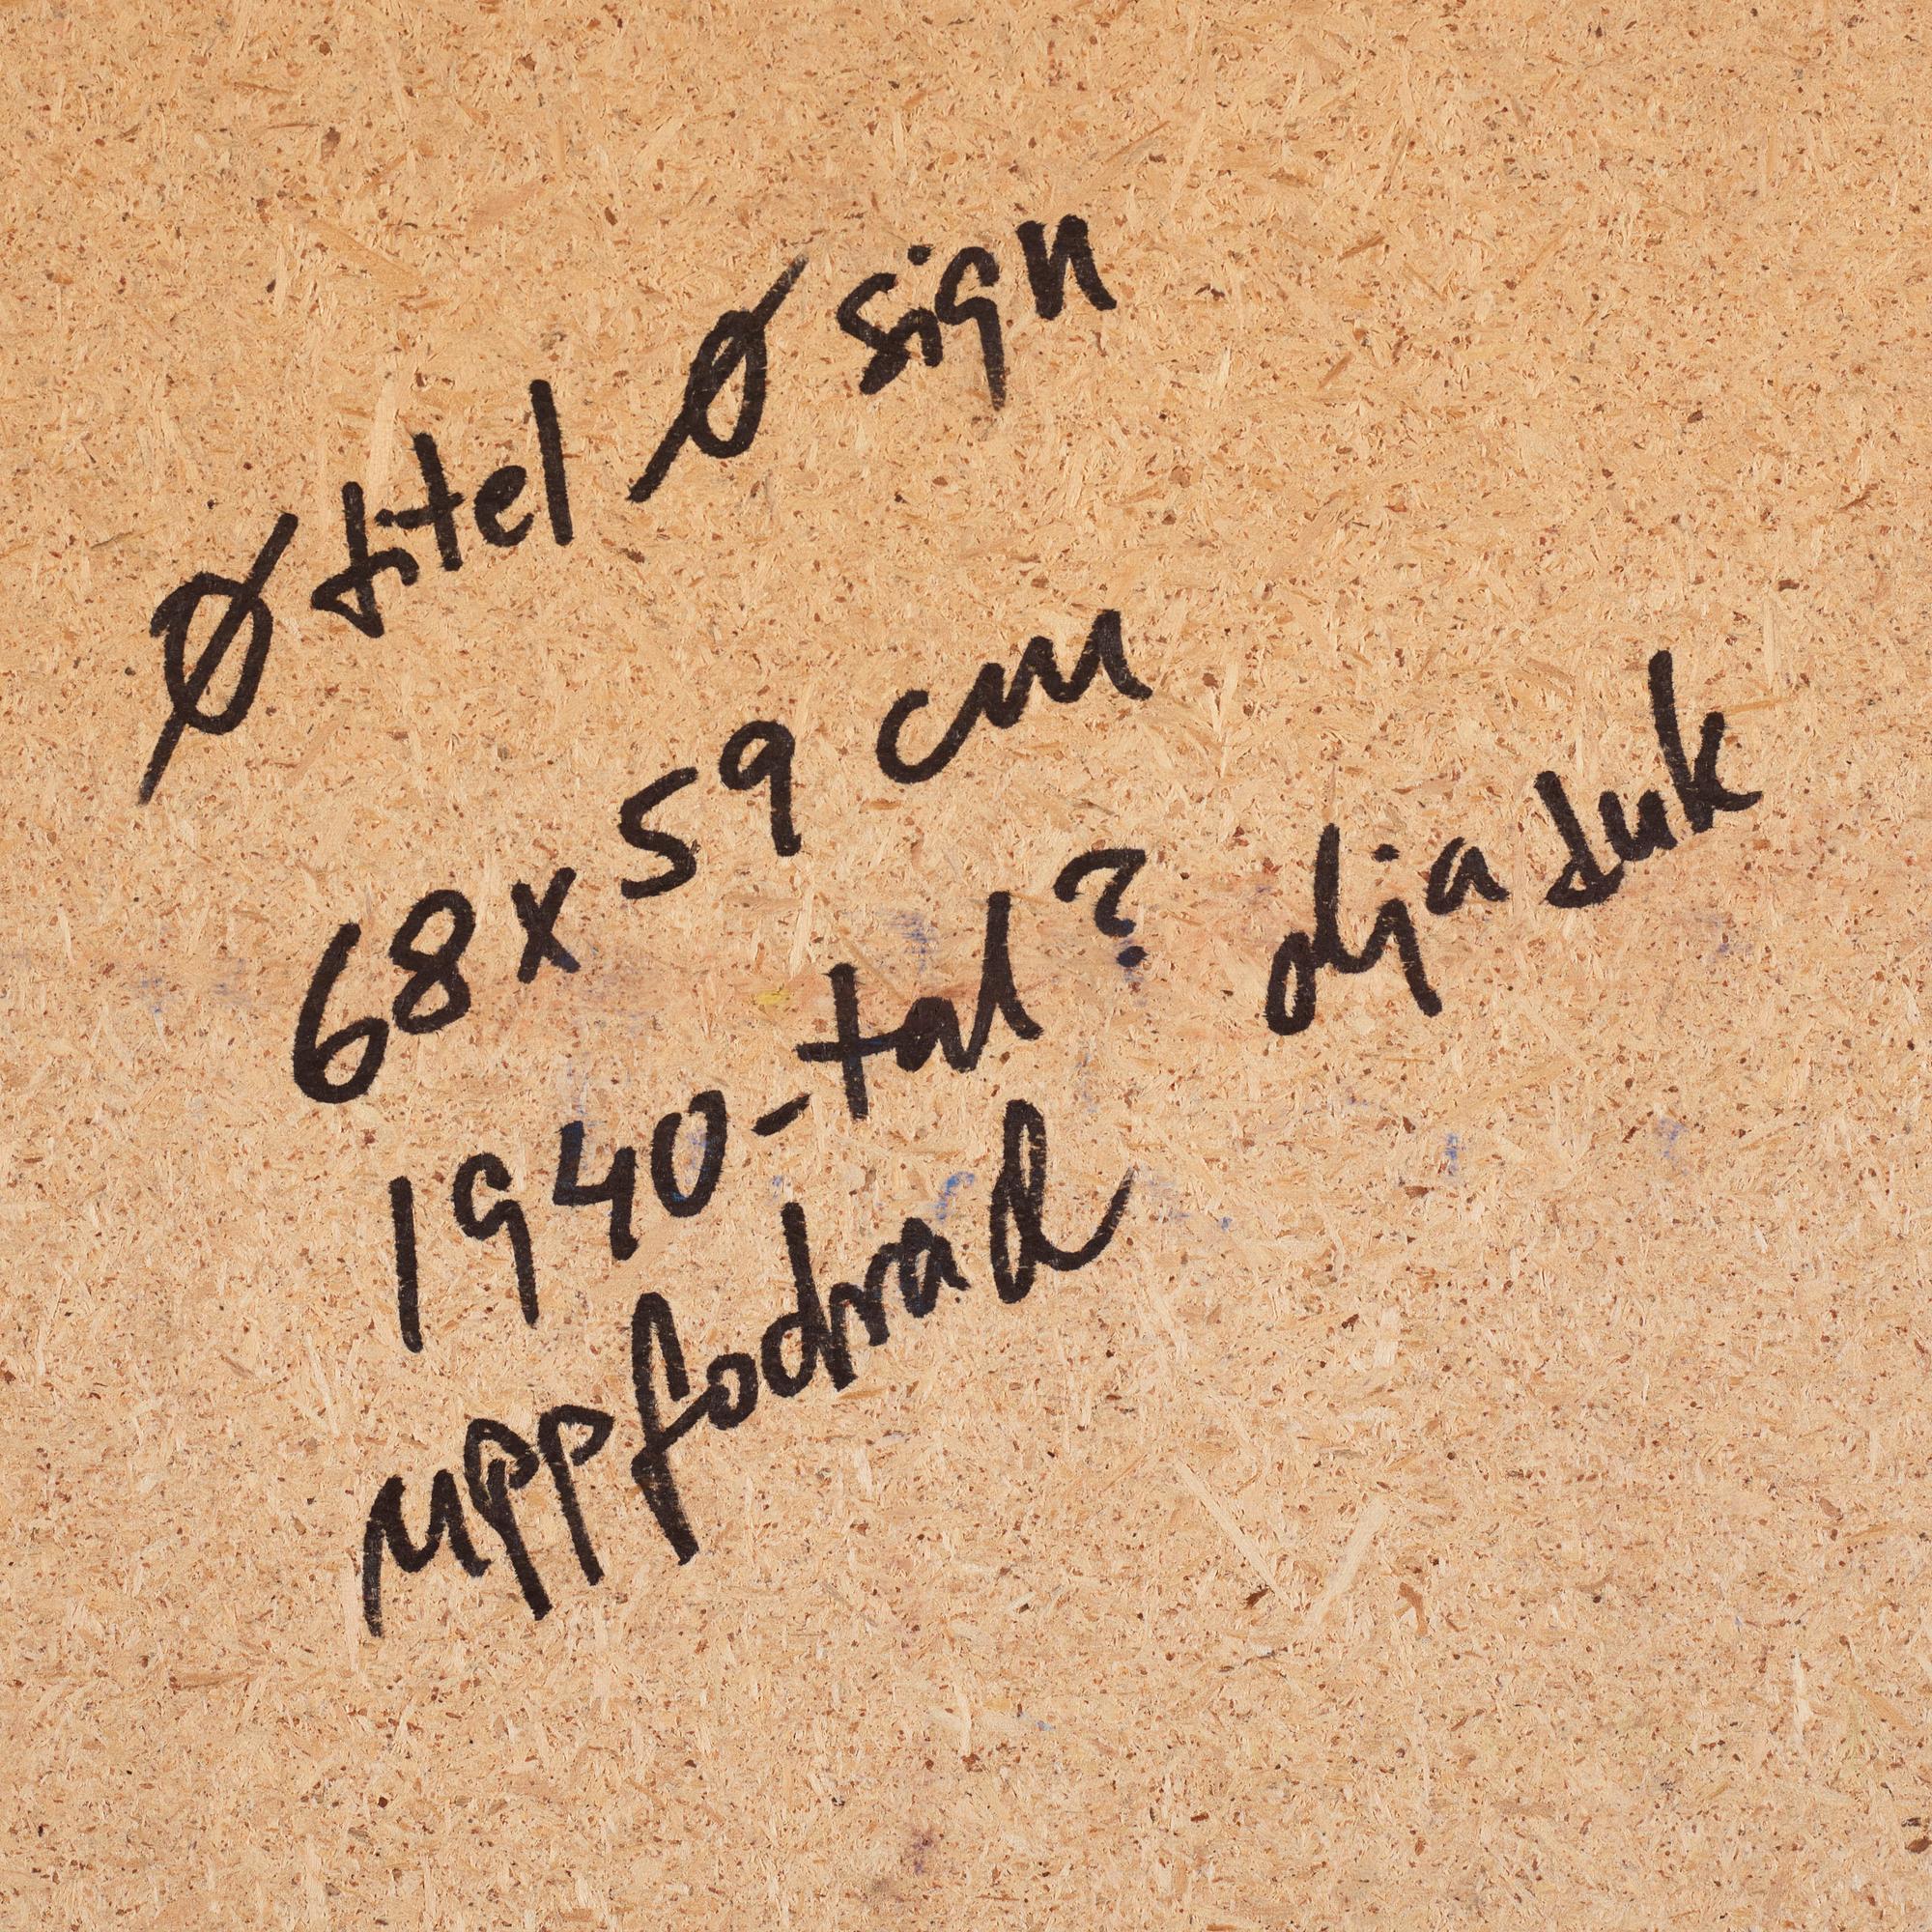 Ø titel Ø sign
68 x 59 cm
1940-tal? olja duk
uppfodrad